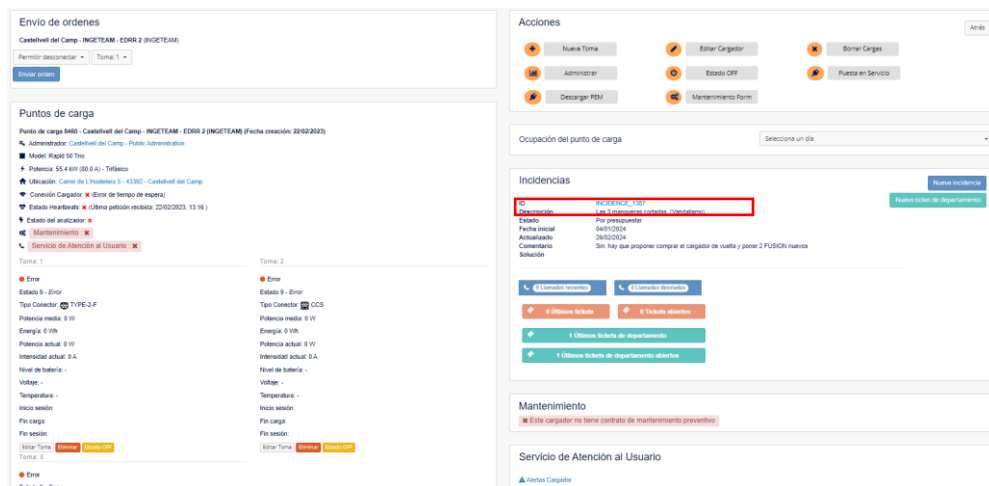 Envío de ordenes
Castellvell del Camp - INGETEAM - EDRR 2 (INGETEAM)
Permitir desconectar
Toma: 1
Enviar orden
Puntos de carga
Punto de carga 0460 - Castellvell del Camp - INGETEAM - EDRR 2 (INGETEAM) (Fecha creación: 22/02/2023)
Administrador: Castellvell del Camp - Public Administration
Model: Rapid 50 Trio
Potencia: 55.4 kW (80.0 A) - Trifásico
Ubicación: Carrer de L'Hostelera 5 - 43392 - Castellvell del Camp
Conexión Cargador: ✖ (Error de tiempo de espera)
Estado Heartbeats: ✖ (Última petición recibida: 22/02/2023, 13:16 )
Estado del analizador: ✖
Mantenimiento : ✖
Servicio de Atención al Usuario : ✖
Toma: 1
Error
Estado 9 - Error
Tipo Conector: TYPE-2-F
Potencia media: 0 W
Energía: 0 Wh
Potencia actual: 0 W
Intensidad actual: 0 A
Nivel de batería: -
Voltaje: -
Temperatura: -
Inicio sesión:
Fin carga:
Fin sesión:
Editar Toma
Eliminar
Estado OFF
Toma: 2
Error
Estado 9 - Error
Tipo Conector: CCS
Potencia media: 0 W
Energía: 0 Wh
Potencia actual: 0 W
Intensidad actual: 0 A
Nivel de batería: -
Voltaje: -
Temperatura: -
Inicio sesión:
Fin carga:
Fin sesión:
Editar Toma
Eliminar
Estado OFF
Toma: 3
Error
Acciones
Atrás
Nueva Toma
Editar Cargador
Borrar Cargas
Administrar
Estado OFF
Puesta en Servicio
Descargar PEM
Mantenimiento Form
Ocupación del punto de carga
Selecciona un día
Incidencias
Nueva incidencia
Nuevo ticket de departamento
ID INCIDENCE_1387
Descripción Las 3 mangueras cortadas. (Vandalismo)
Estado Por presupuestar
Fecha inicial 04/01/2024
Actualizado 26/02/2024
Comentario Sin: hay que proponer comprar el cargador de vuelta y poner 2 FUSION nuevos
Solución
0 Llamadas recientes
0 Llamadas desviadas
0 Últimos tickets
0 Tickets abiertos
1 Últimos tickets de departamento
1 Últimos tickets de departamento abiertos
Mantenimiento
✖ Este cargador no tiene contrato de mantenimiento preventivo
Servicio de Atención al Usuario
Alertas Cargador